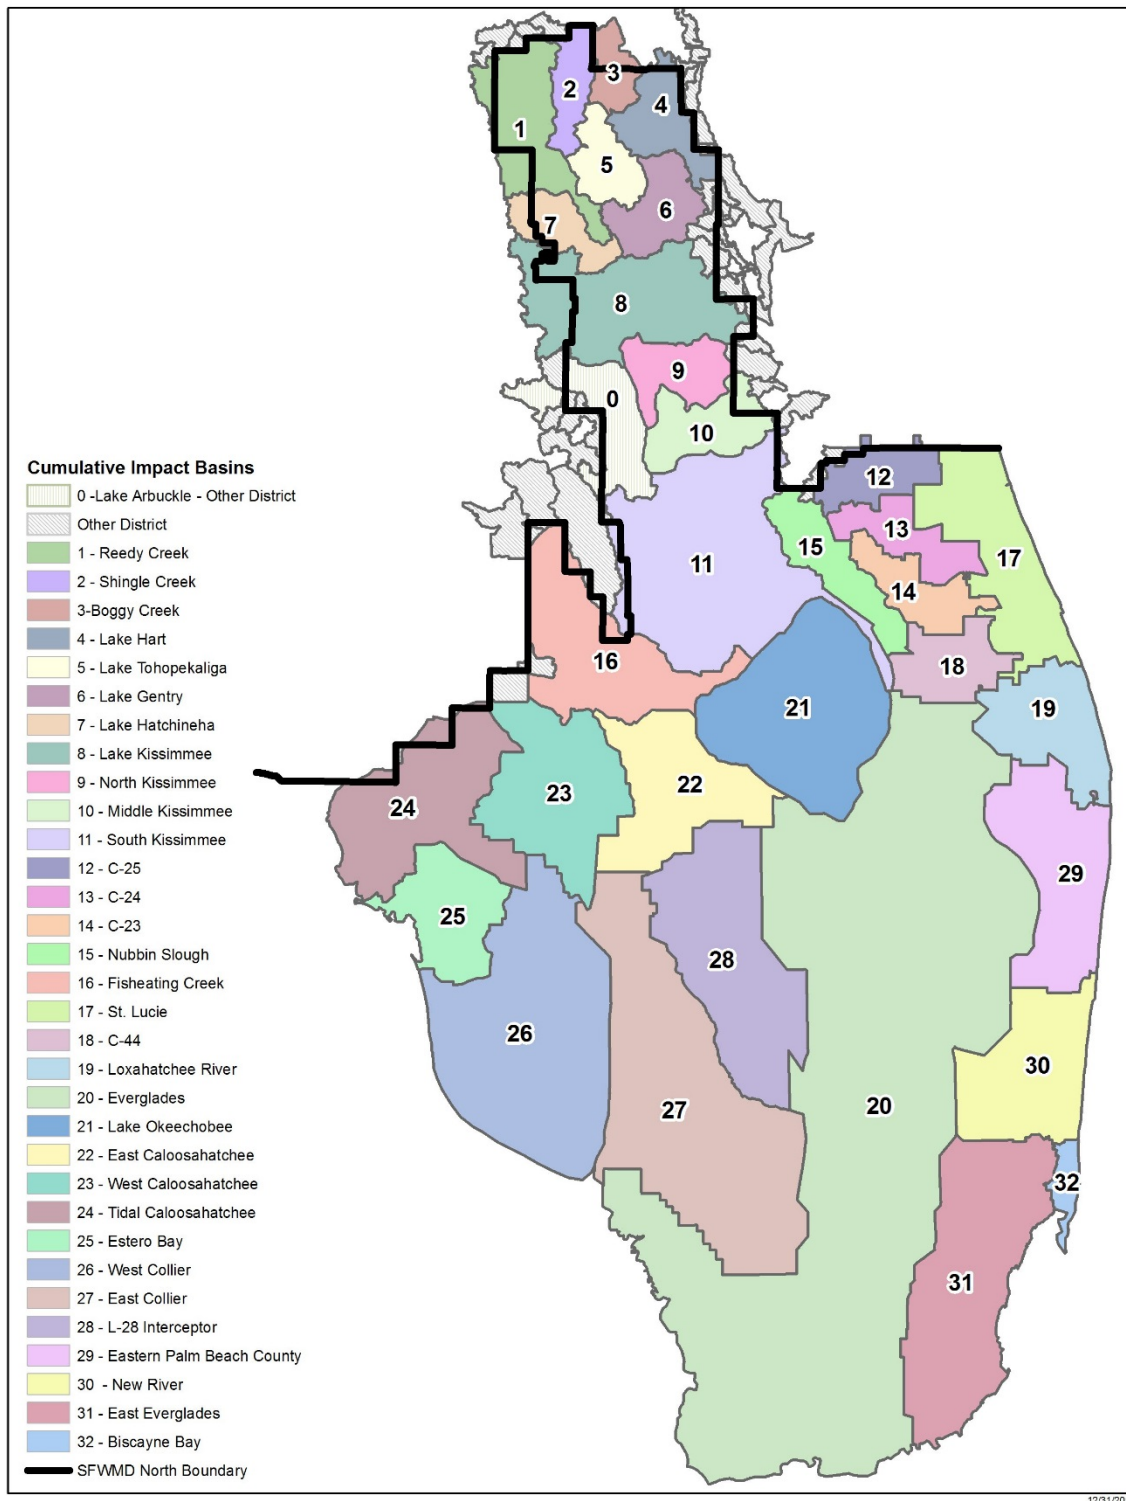 3
2
4
1
5
6
7
8
9
0
10
12
13
11
15
17
14
16
18
21
19
22
23
24
29
25
28
26
30
27
20
32
31
Cumulative Impact Basins
0 -Lake Arbuckle - Other District
Other District
1 - Reedy Creek
2 - Shingle Creek
3-Boggy Creek
4 - Lake Hart
5 - Lake Tohopekaliga
6 - Lake Gentry
7 - Lake Hatchineha
8 - Lake Kissimmee
9 - North Kissimmee
10 - Middle Kissimmee
11 - South Kissimmee
12 - C-25
13 - C-24
14 - C-23
15 - Nubbin Slough
16 - Fisheating Creek
17 - St. Lucie
18 - C-44
19 - Loxahatchee River
20 - Everglades
21 - Lake Okeechobee
22 - East Caloosahatchee
23 - West Caloosahatchee
24 - Tidal Caloosahatchee
25 - Estero Bay
26 - West Collier
27 - East Collier
28 - L-28 Interceptor
29 - Eastern Palm Beach County
30 - New River
31 - East Everglades
32 - Biscayne Bay
SFWMD North Boundary